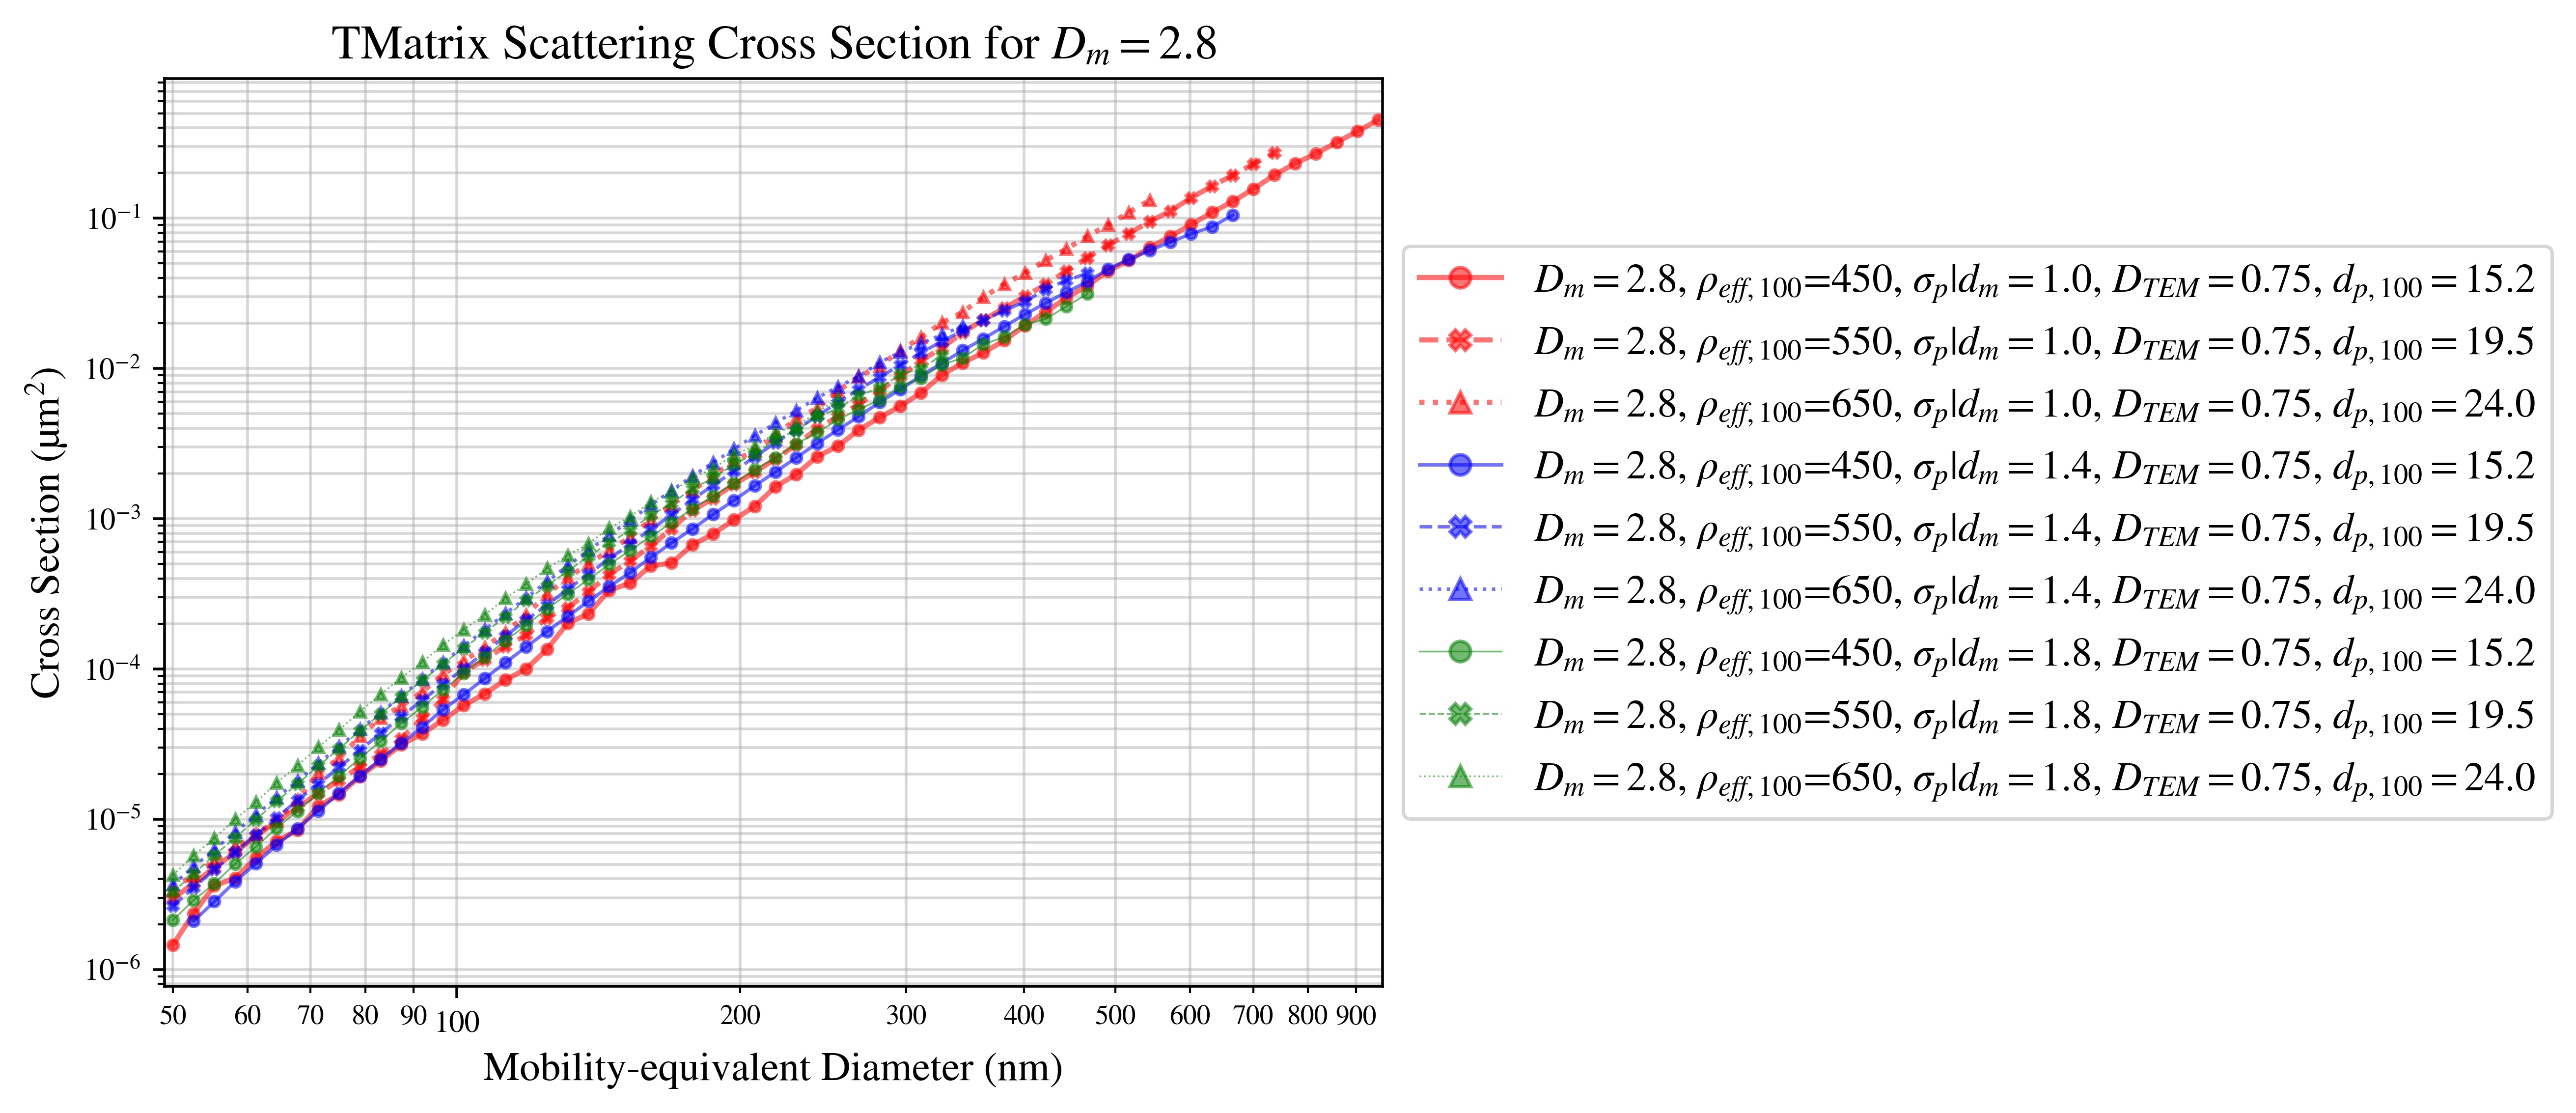 TMatrix Scattering Cross Section for Dₘ = 2.8
Cross Section (μm²)
10⁻¹
10⁻²
10⁻³
10⁻⁴
10⁻⁵
10⁻⁶
50 60 70 80 90 100 200 300 400 500 600 700 800 900
Mobility-equivalent Diameter (nm)
D_m = 2.8, ρ_eff,100=450, σ_p|d_m = 1.0, D_TEM = 0.75, d_p,100 = 15.2
D_m = 2.8, ρ_eff,100=550, σ_p|d_m = 1.0, D_TEM = 0.75, d_p,100 = 19.5
D_m = 2.8, ρ_eff,100=650, σ_p|d_m = 1.0, D_TEM = 0.75, d_p,100 = 24.0
D_m = 2.8, ρ_eff,100=450, σ_p|d_m = 1.4, D_TEM = 0.75, d_p,100 = 15.2
D_m = 2.8, ρ_eff,100=550, σ_p|d_m = 1.4, D_TEM = 0.75, d_p,100 = 19.5
D_m = 2.8, ρ_eff,100=650, σ_p|d_m = 1.4, D_TEM = 0.75, d_p,100 = 24.0
D_m = 2.8, ρ_eff,100=450, σ_p|d_m = 1.8, D_TEM = 0.75, d_p,100 = 15.2
D_m = 2.8, ρ_eff,100=550, σ_p|d_m = 1.8, D_TEM = 0.75, d_p,100 = 19.5
D_m = 2.8, ρ_eff,100=650, σ_p|d_m = 1.8, D_TEM = 0.75, d_p,100 = 24.0